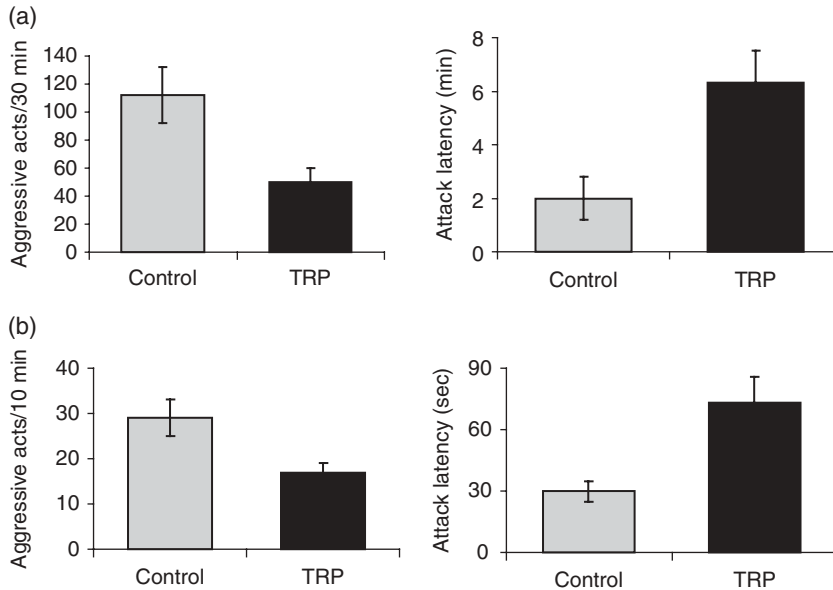 (a)
Aggressive acts/30 min
140
120
100
80
60
40
20
0
Control
TRP
Attack latency (min)
8
6
4
2
0
Control
TRP
(b)
Aggressive acts/10 min
40
30
20
10
0
Control
TRP
Attack latency (sec)
90
60
30
0
Control
TRP